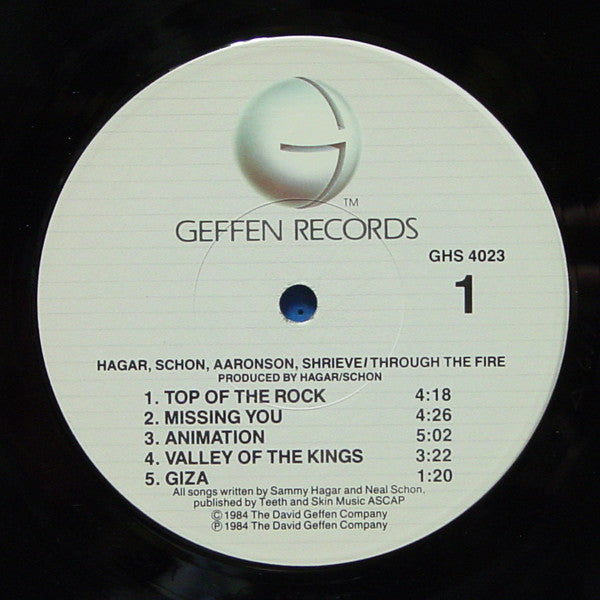 G
TM
GEFFEN RECORDS
GHS 4023
1
HAGAR, SCHON, AARONSON, SHRIEVE/THROUGH THE FIRE
PRODUCED BY HAGAR/SCHON
1. TOP OF THE ROCK 4:18
2. MISSING YOU 4:26
3. ANIMATION 5:02
4. VALLEY OF THE KINGS 3:22
5. GIZA 1:20
All songs written by Sammy Hagar and Neal Schon,
published by Teeth and Skin Music ASCAP
© 1984 The David Geffen Company
℗ 1984 The David Geffen Company